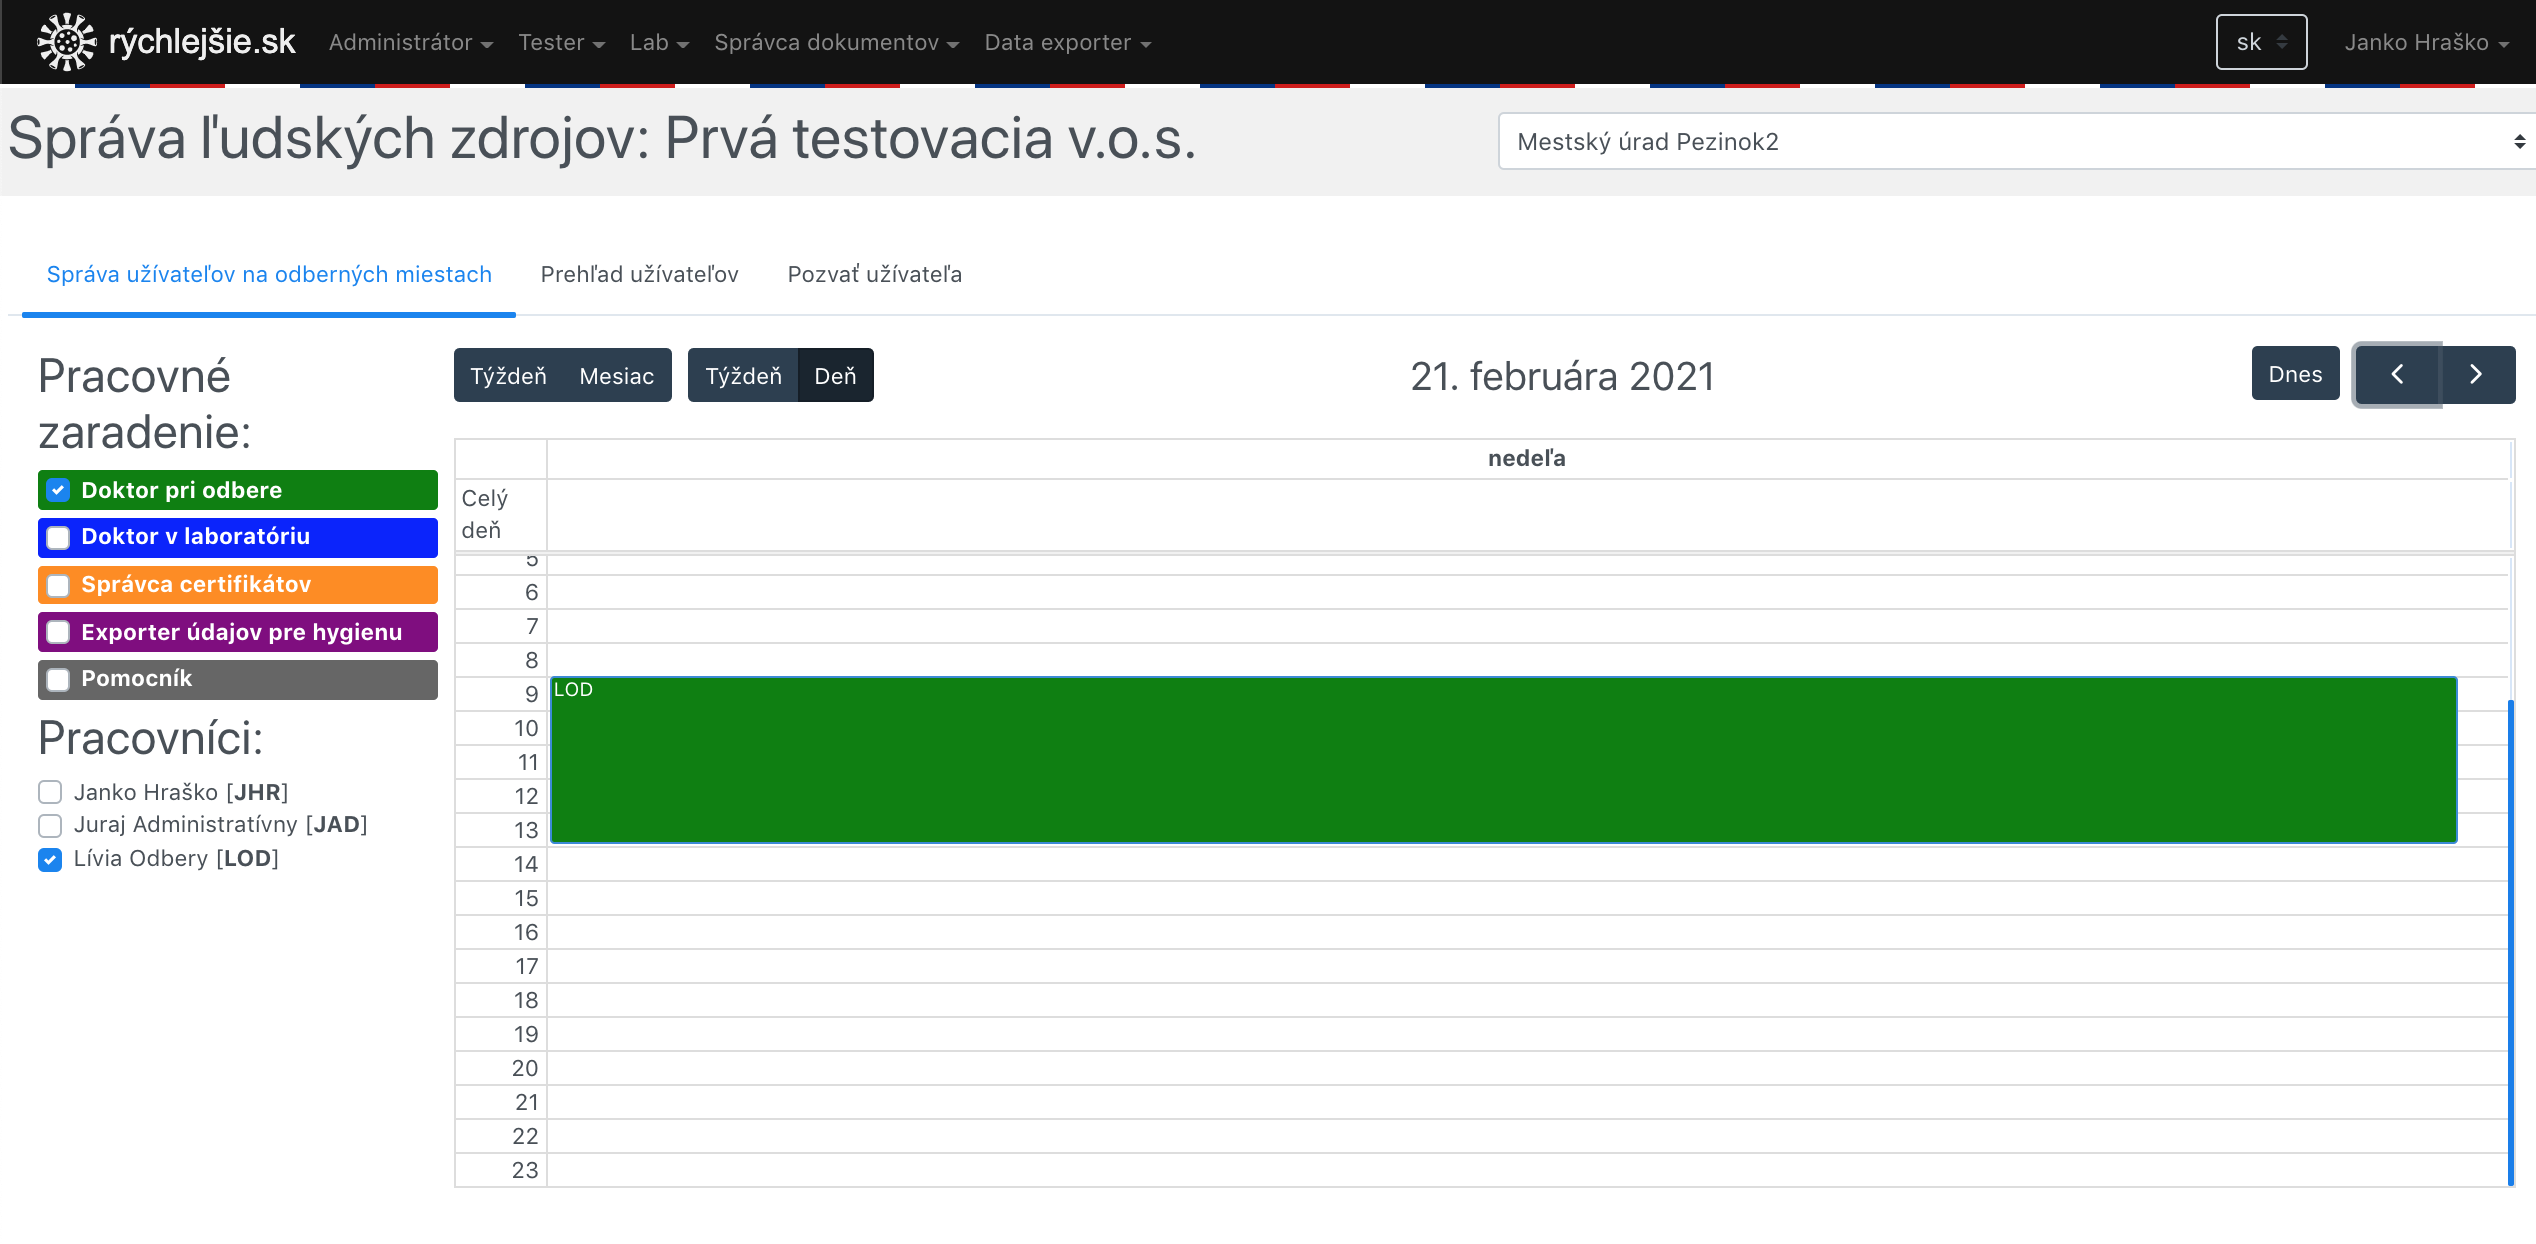 rýchlejšie.sk Administrátor Tester Lab Správca dokumentov Data exporter sk Janko Hraško
Správa ľudských zdrojov: Prvá testovacia v.o.s. Mestský úrad Pezinok2
Správa užívateľov na odberných miestach Prehľad užívateľov Pozvať užívateľa
Pracovné
zaradenie:
Doktor pri odbere
Doktor v laboratóriu
Správca certifikátov
Exporter údajov pre hygienu
Pomocník
Pracovníci:
Janko Hraško [JHR]
Juraj Administratívny [JAD]
Lívia Odbery [LOD]
Týždeň Mesiac Týždeň Deň 21. februára 2021 Dnes
nedeľa
Celý
deň
5
6
7
8
9 LOD
10
11
12
13
14
15
16
17
18
19
20
21
22
23